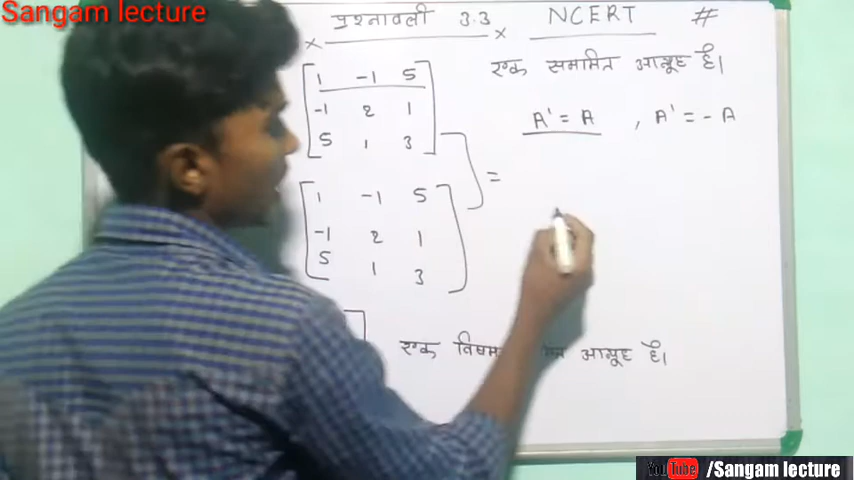 Sangam lecture
प्रश्नावली 3.3 NCERT #
1 -1 5
-1 2 1
5 1 3
एक सममित आव्यूह है।
A' = A , A' = - A
=
1 -1 5
-1 2 1
5 1 3
एक विषम आव्यूह है।
YouTube /Sangam lecture